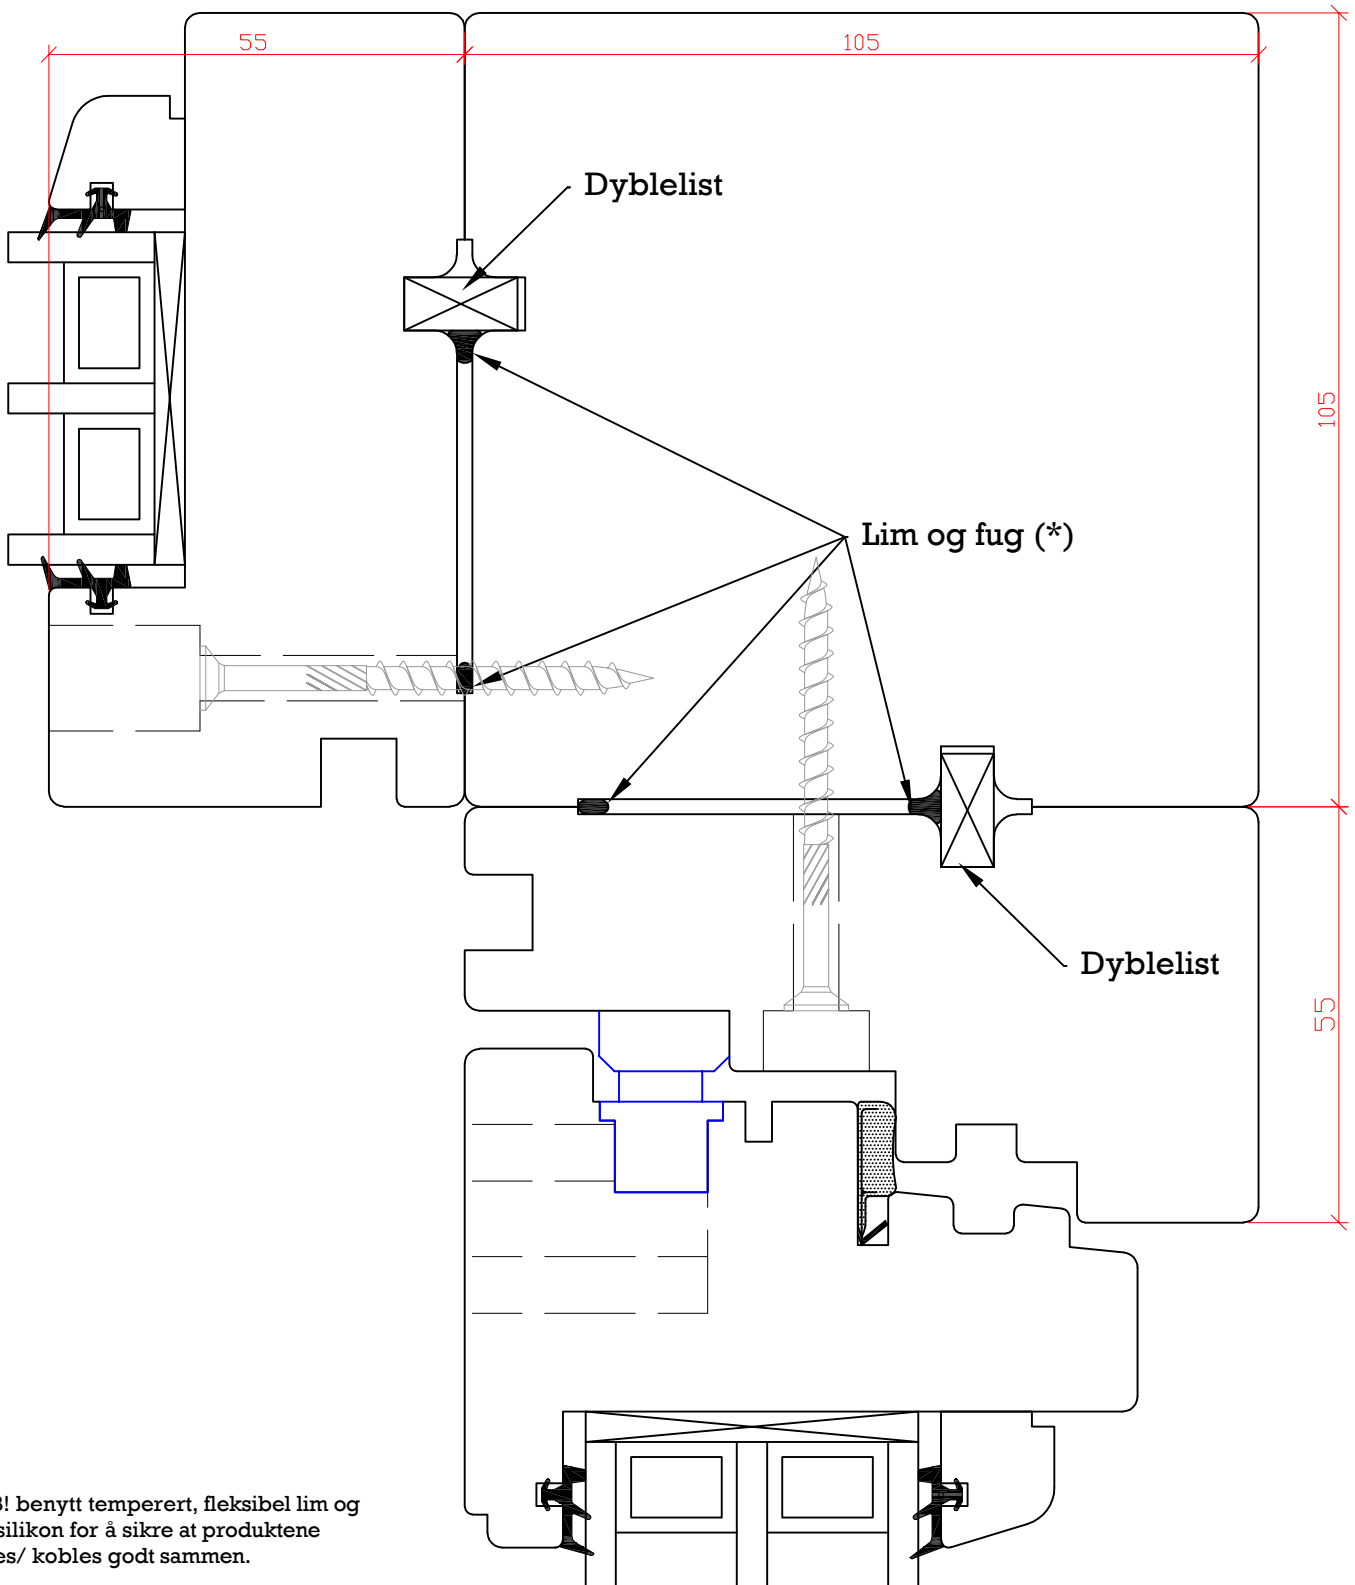 55
105
Dyblelist
105
Lim og fug (*)
Dyblelist
55
! benytt temperert, fleksibel lim og
silikon for å sikre at produktene
es/ kobles godt sammen.